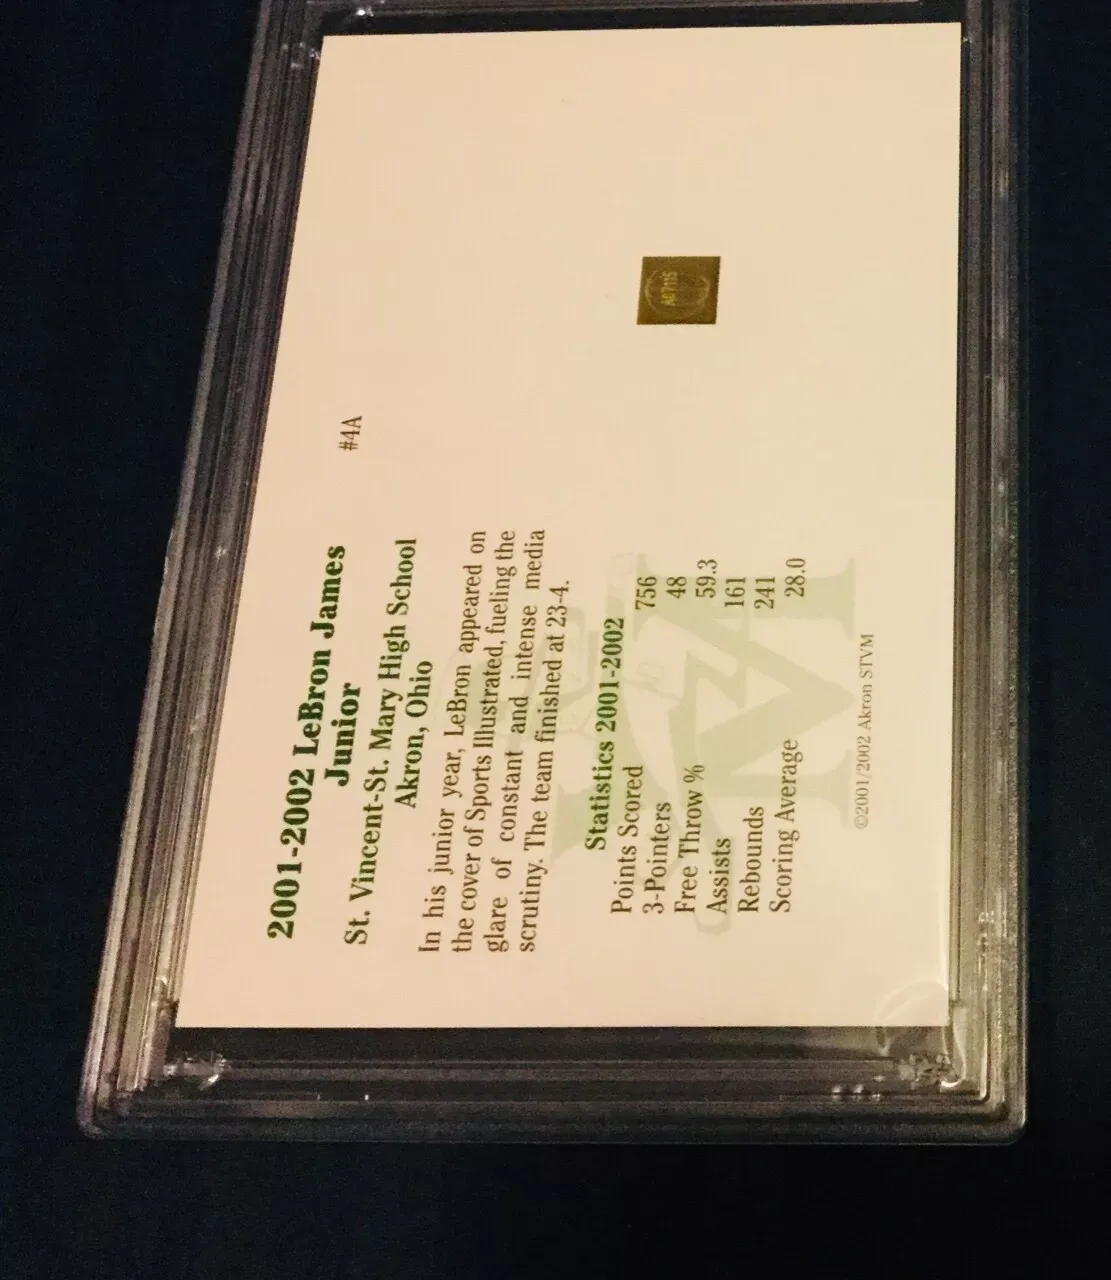 2001-2002 LeBron James
Junior
#4A
St. Vincent-St. Mary High School
Akron, Ohio
In his junior year, LeBron appeared on
the cover of Sports Illustrated, fueling the
glare of constant and intense media
scrutiny. The team finished at 23-4.
Statistics 2001-2002
Points Scored 756
3-Pointers 48
Free Throw % 59.3
Assists 161
Rebounds 241
Scoring Average 28.0
©2001/2002 Akron STVM